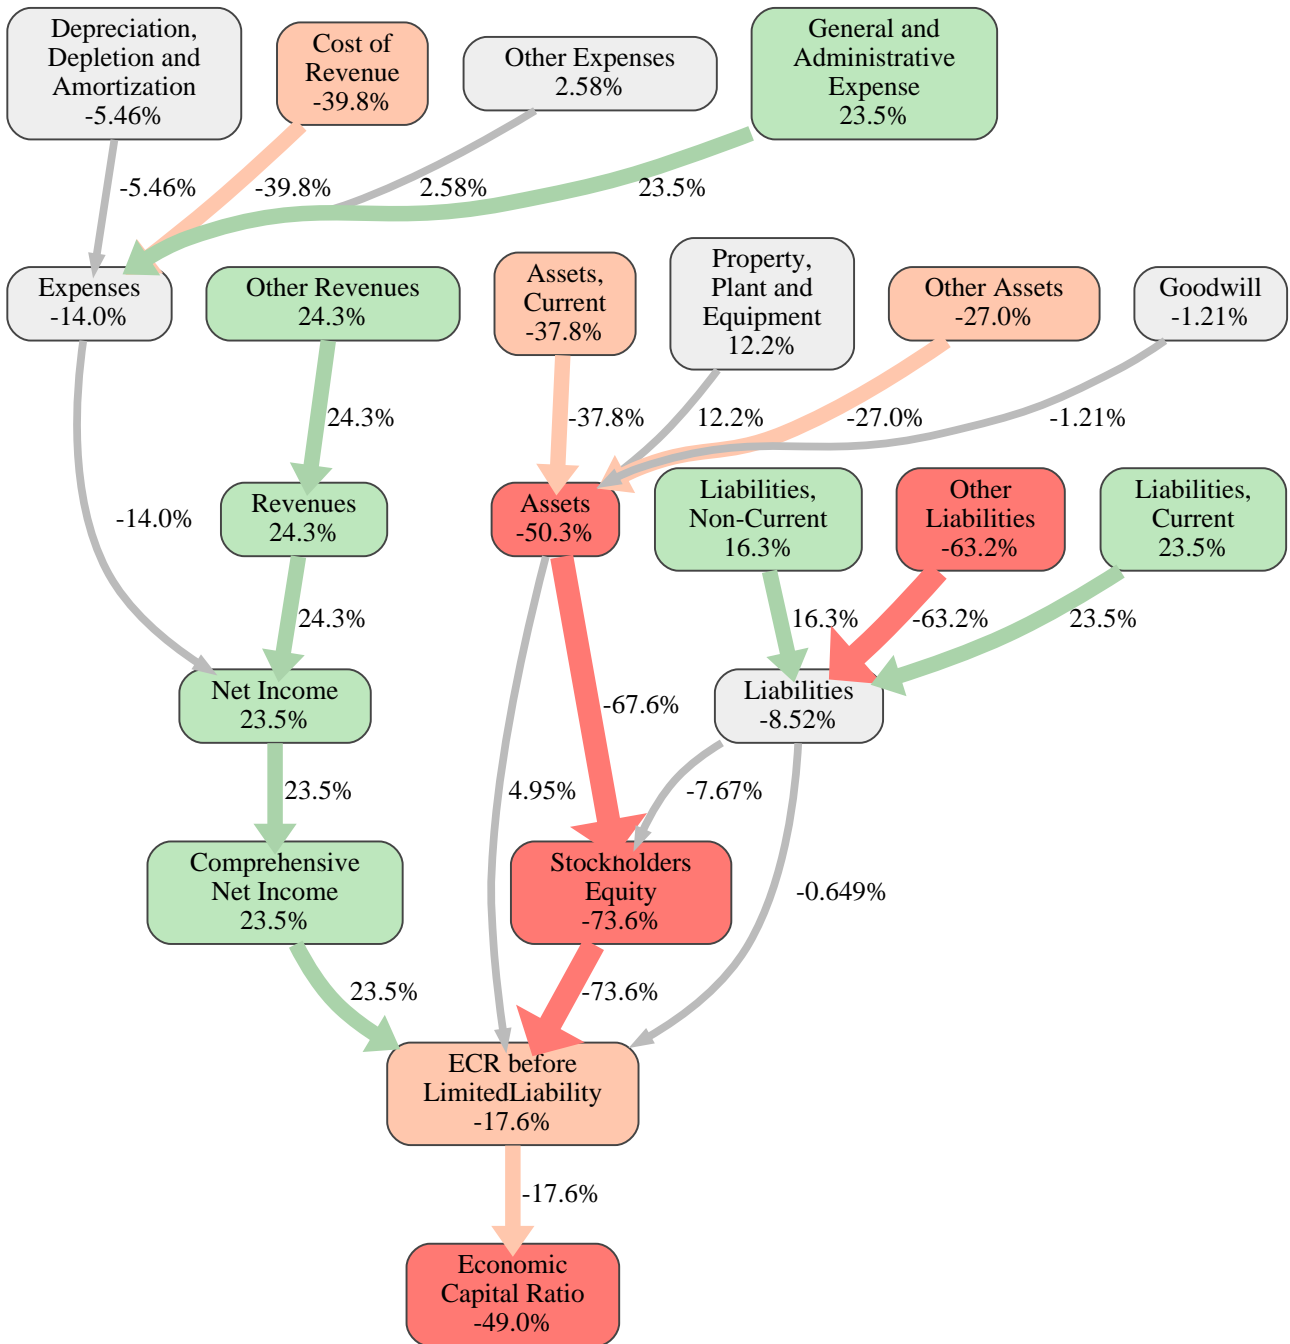 Depreciation,
Depletion and
Amortization
-5.46%
Cost of
Revenue
-39.8%
Other Expenses
2.58%
General and
Administrative
Expense
23.5%
-5.46%
-39.8%
2.58%
23.5%
Expenses
-14.0%
Other Revenues
24.3%
Assets,
Current
-37.8%
Property,
Plant and
Equipment
12.2%
Other Assets
-27.0%
Goodwill
-1.21%
24.3%
-37.8%
12.2%
-27.0%
-1.21%
Revenues
24.3%
Assets
-50.3%
Liabilities,
Non-Current
16.3%
Other
Liabilities
-63.2%
Liabilities,
Current
23.5%
-14.0%
24.3%
16.3%
-63.2%
23.5%
Net Income
23.5%
-67.6%
Liabilities
-8.52%
23.5%
4.95%
-7.67%
Comprehensive
Net Income
23.5%
Stockholders
Equity
-73.6%
-0.649%
23.5%
-73.6%
ECR before
LimitedLiability
-17.6%
-17.6%
Economic
Capital Ratio
-49.0%